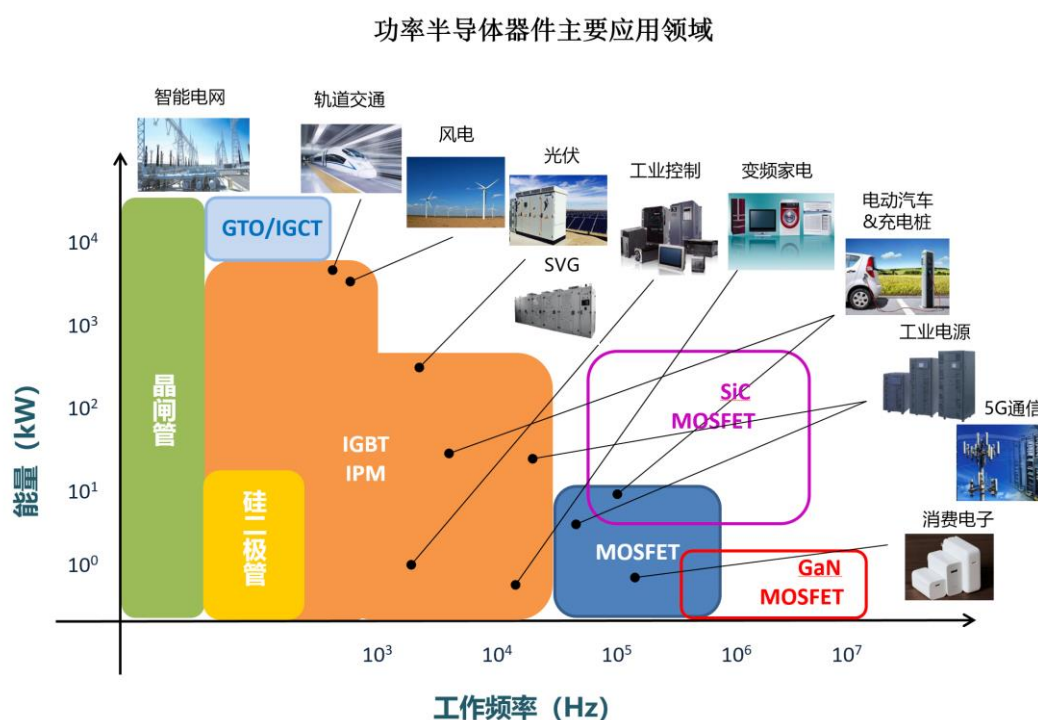 功率半导体器件主要应用领域
智能电网
轨道交通
风电
光伏
工业控制
变频家电
电动汽车
&充电桩
SVG
工业电源
5G通信
消费电子
GTO/IGCT
晶闸管
硅二极管
IGBT
IPM
SiC
MOSFET
MOSFET
GaN
MOSFET
能量（kW）
10⁴
10³
10²
10¹
10⁰
10³
10⁴
10⁵
10⁶
10⁷
工作频率（Hz）